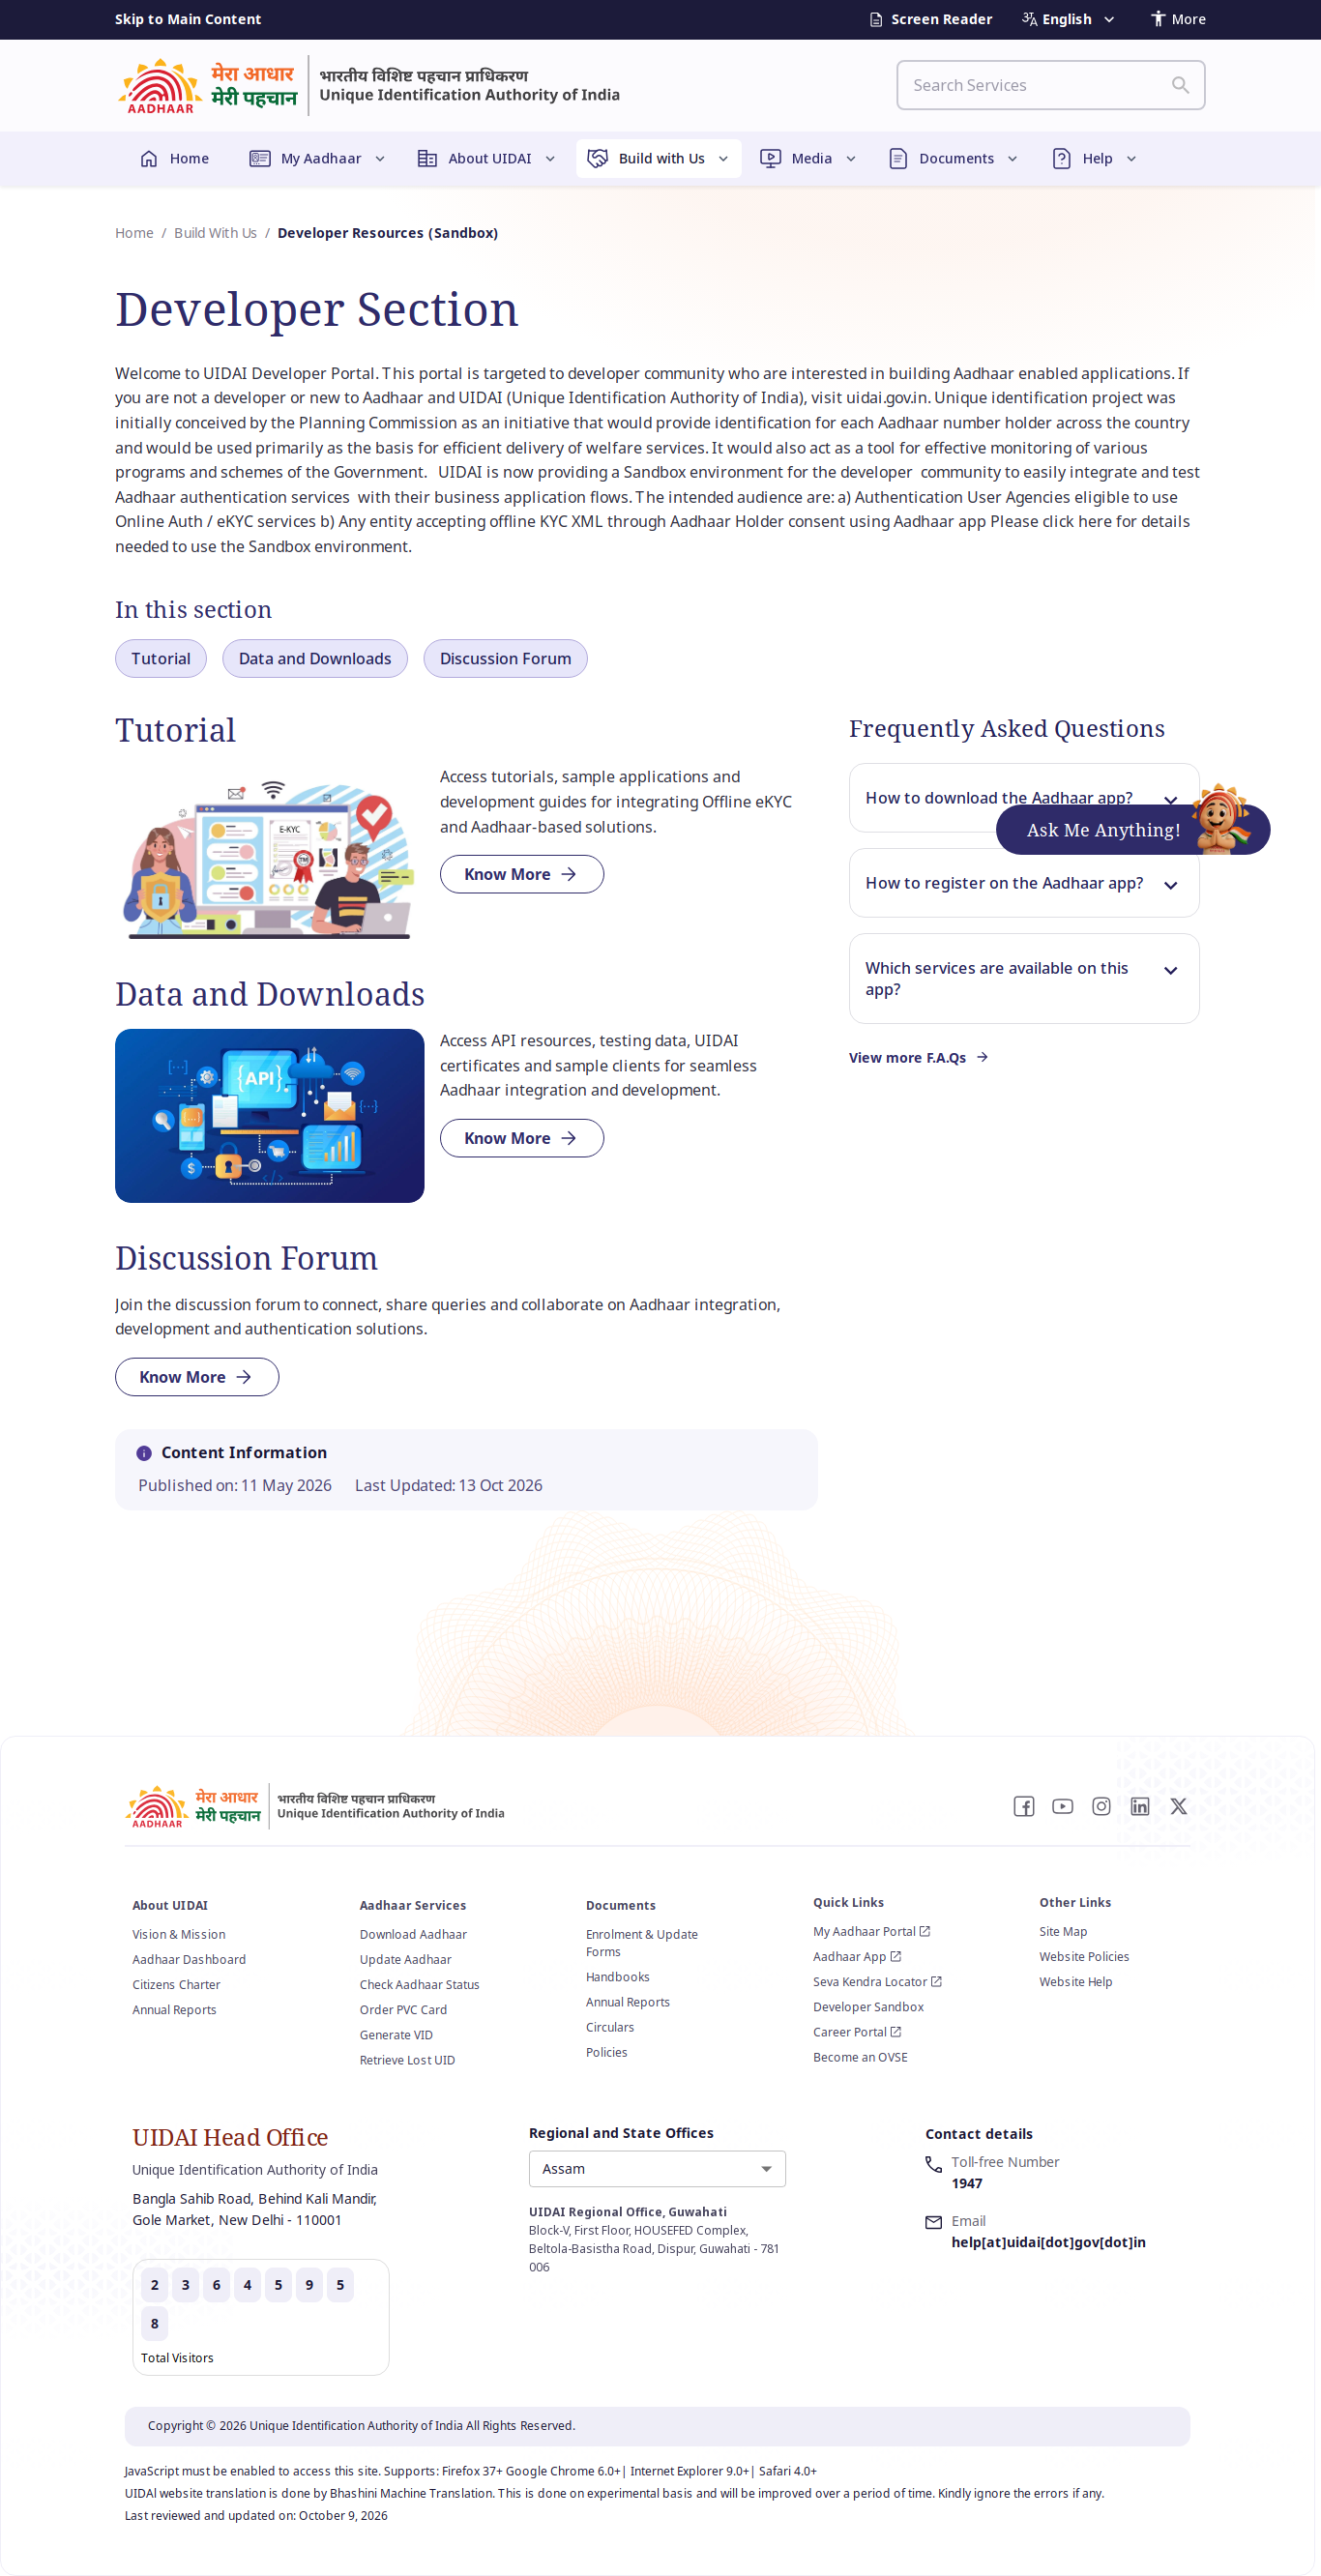 Skip to Main Content
Screen Reader
English
More
मेरा आधार
मेरी पहचान
AADHAAR
भारतीय विशिष्ट पहचान प्राधिकरण
Unique Identification Authority of India
Search Services
Home
My Aadhaar
About UIDAI
Build with Us
Media
Documents
Help
Home / Build With Us / Developer Resources (Sandbox)
Developer Section
Welcome to UIDAI Developer Portal. This portal is targeted to developer community who are interested in building Aadhaar enabled applications. If
you are not a developer or new to Aadhaar and UIDAI (Unique Identification Authority of India), visit uidai.gov.in. Unique identification project was
initially conceived by the Planning Commission as an initiative that would provide identification for each Aadhaar number holder across the country
and would be used primarily as the basis for efficient delivery of welfare services. It would also act as a tool for effective monitoring of various
programs and schemes of the Government. UIDAI is now providing a Sandbox environment for the developer community to easily integrate and test
Aadhaar authentication services with their business application flows. The intended audience are: a) Authentication User Agencies eligible to use
Online Auth / eKYC services b) Any entity accepting offline KYC XML through Aadhaar Holder consent using Aadhaar app Please click here for details
needed to use the Sandbox environment.
In this section
Tutorial
Data and Downloads
Discussion Forum
Tutorial
E-KYC
Access tutorials, sample applications and
development guides for integrating Offline eKYC
and Aadhaar-based solutions.
Know More
Data and Downloads
{API}
Access API resources, testing data, UIDAI
certificates and sample clients for seamless
Aadhaar integration and development.
Know More
Discussion Forum
Join the discussion forum to connect, share queries and collaborate on Aadhaar integration,
development and authentication solutions.
Know More
Content Information
Published on: 11 May 2026 Last Updated: 13 Oct 2026
Frequently Asked Questions
How to download the Aadhaar app?
Ask Me Anything!
How to register on the Aadhaar app?
Which services are available on this
app?
View more F.A.Qs
मेरा आधार
मेरी पहचान
AADHAAR
भारतीय विशिष्ट पहचान प्राधिकरण
Unique Identification Authority of India
About UIDAI
Vision & Mission
Aadhaar Dashboard
Citizens Charter
Annual Reports
Aadhaar Services
Download Aadhaar
Update Aadhaar
Check Aadhaar Status
Order PVC Card
Generate VID
Retrieve Lost UID
Documents
Enrolment & Update
Forms
Handbooks
Annual Reports
Circulars
Policies
Quick Links
My Aadhaar Portal
Aadhaar App
Seva Kendra Locator
Developer Sandbox
Career Portal
Become an OVSE
Other Links
Site Map
Website Policies
Website Help
UIDAI Head Office
Unique Identification Authority of India
Bangla Sahib Road, Behind Kali Mandir,
Gole Market, New Delhi - 110001
2 3 6 4 5 9 5
8
Total Visitors
Regional and State Offices
Assam
UIDAI Regional Office, Guwahati
Block-V, First Floor, HOUSEFED Complex,
Beltola-Basistha Road, Dispur, Guwahati - 781
006
Contact details
Toll-free Number
1947
Email
help[at]uidai[dot]gov[dot]in
Copyright © 2026 Unique Identification Authority of India All Rights Reserved.
JavaScript must be enabled to access this site. Supports: Firefox 37+ Google Chrome 6.0+| Internet Explorer 9.0+| Safari 4.0+
UIDAI website translation is done by Bhashini Machine Translation. This is done on experimental basis and will be improved over a period of time. Kindly ignore the errors if any.
Last reviewed and updated on: October 9, 2026